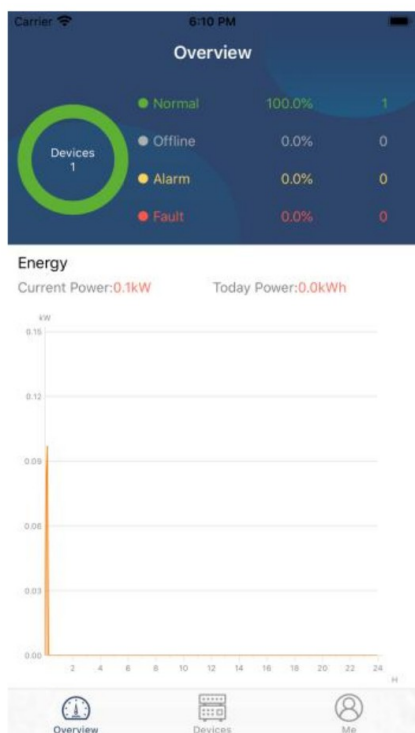 Carrier 6:10 PM
Overview
Devices
1
Normal 100.0% 1
Offline 0.0% 0
Alarm 0.0% 0
Fault 0.0% 0
Energy
Current Power:0.1kW Today Power:0.0kWh
kW
0.15
0.12
0.09
0.06
0.03
0.00
2 4 6 8 10 12 14 16 18 20 22 24
H
Overview Devices Me